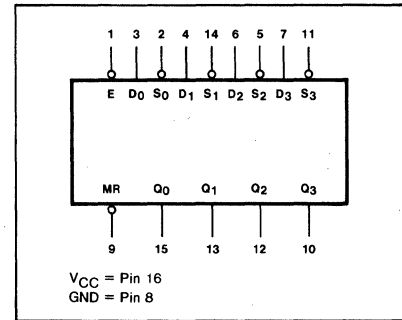 1 3 2 4 14 6 5 7 11
E D0 S0 D1 S1 D2 S2 D3 S3
MR Q0 Q1 Q2 Q3
9 15 13 12 10
VCC = Pin 16
GND = Pin 8